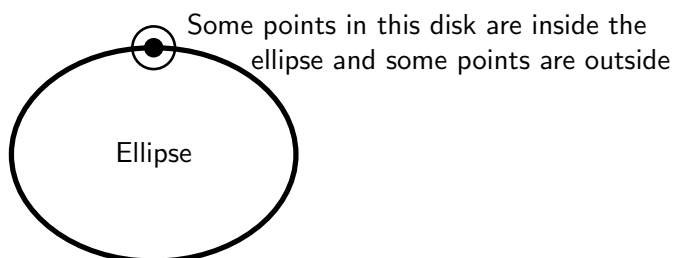 Some points in this disk are inside the
ellipse and some points are outside
Ellipse